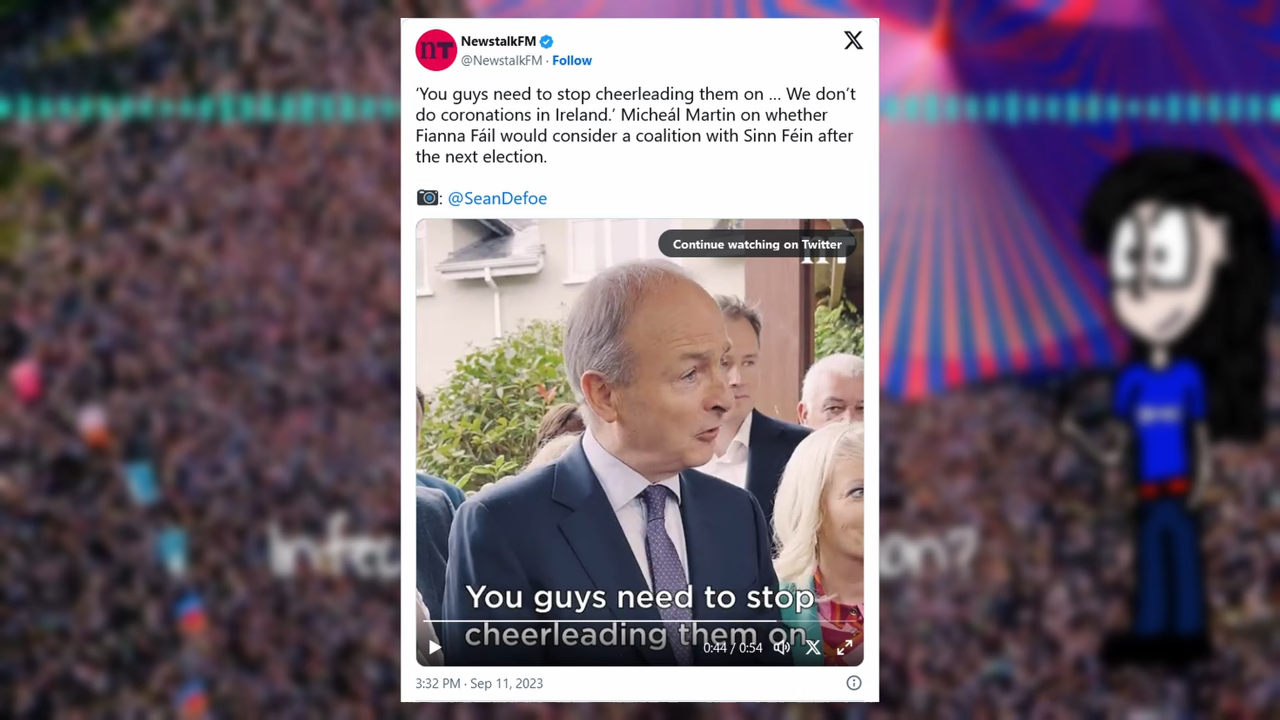 NewstalkFM
@NewstalkFM · Follow
‘You guys need to stop cheerleading them on ... We don’t
do coronations in Ireland.’ Micheál Martin on whether
Fianna Fáil would consider a coalition with Sinn Féin after
the next election.
: @SeanDefoe
Continue watching on Twitter
You guys need to stop
cheerleading them on
0:44 / 0:54
3:32 PM · Sep 11, 2023